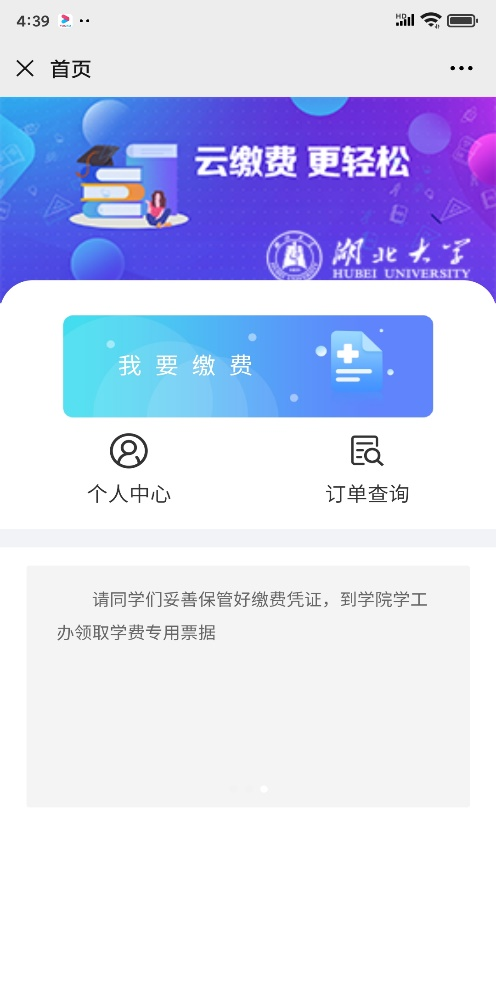 4:39
HD
首页
云缴费 更轻松
湖北大学
HUBEI UNIVERSITY
我要缴费
个人中心
订单查询
请同学们妥善保管好缴费凭证，到学院学工
办领取学费专用票据